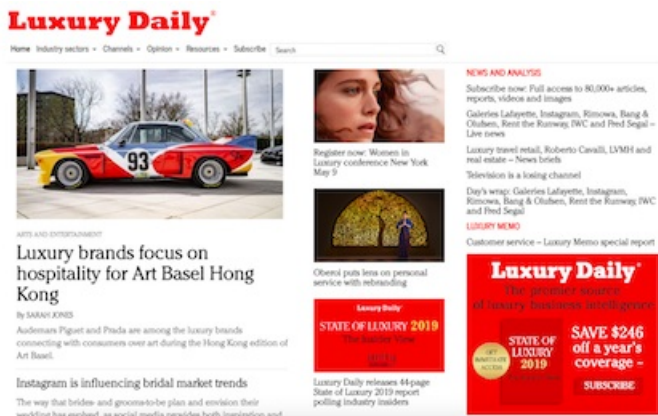 Luxury Daily®
Home Industry sectors Channels Opinion Resources Subscribe Search
93
ARTS AND ENTERTAINMENT
Luxury brands focus on
hospitality for Art Basel Hong
Kong
By SARAH JONES
Audemars Piguet and Prada are among the luxury brands
connecting with consumers over art during the Hong Kong edition of
Art Basel.
Instagram is influencing bridal market trends
The way that brides- and grooms-to-be plan and envision their
wedding has evolved, as social media provides both inspiration and
Register now: Women in
Luxury conference New York
May 9
Oberoi puts lens on personal
service with rebranding
Luxury Daily
STATE OF LUXURY 2019
The Insider View
Luxury Daily releases 44-page
State of Luxury 2019 report
polling industry insiders
NEWS AND ANALYSIS
Subscribe now: Full access to 80,000+ articles,
reports, videos and images
Galeries Lafayette, Instagram, Rimowa, Bang &
Olufsen, Rent the Runway, IWC and Fred Segal –
Live news
Luxury travel retail, Roberto Cavalli, LVMH and
real estate – News briefs
Television is a losing channel
Day's wrap: Galeries Lafayette, Instagram,
Rimowa, Bang & Olufsen, Rent the Runway, IWC
and Fred Segal
LUXURY MEMO
Customer service – Luxury Memo special report
Luxury Daily®
The premier source
of luxury business intelligence
GET
IMMEDIATE
ACCESS
STATE OF
LUXURY
2019
SAVE $246
off a year's
coverage –
SUBSCRIBE